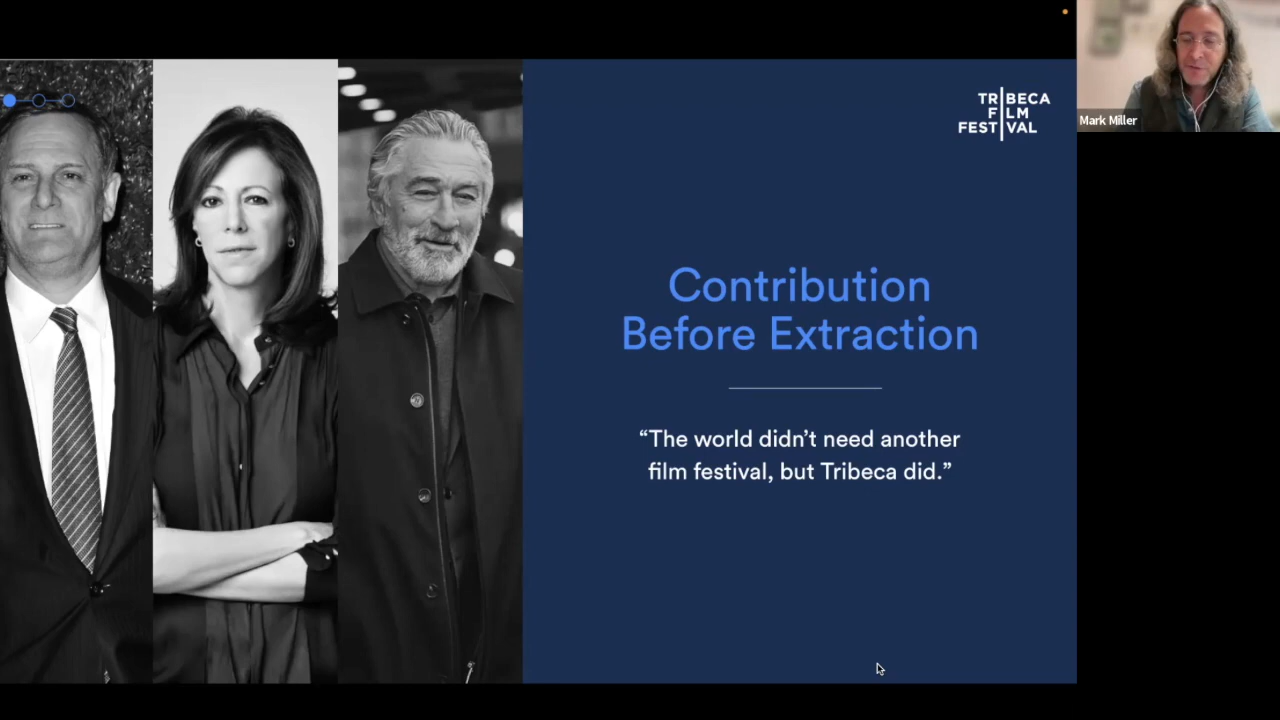 TRIBECA
FILM
FESTIVAL
Mark Miller
Contribution
Before Extraction
“The world didn’t need another
film festival, but Tribeca did.”